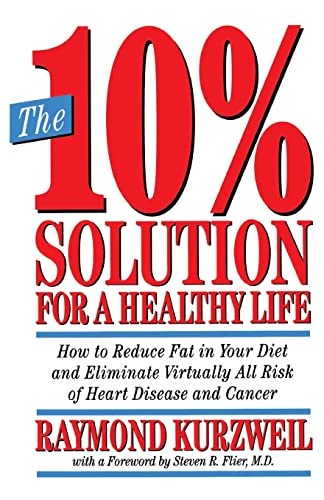 The
10%
SOLUTION
FOR A HEALTHY LIFE
How to Reduce Fat in Your Diet
and Eliminate Virtually All Risk
of Heart Disease and Cancer
RAYMOND KURZWEIL
with a Foreword by Steven R. Flier, M.D.